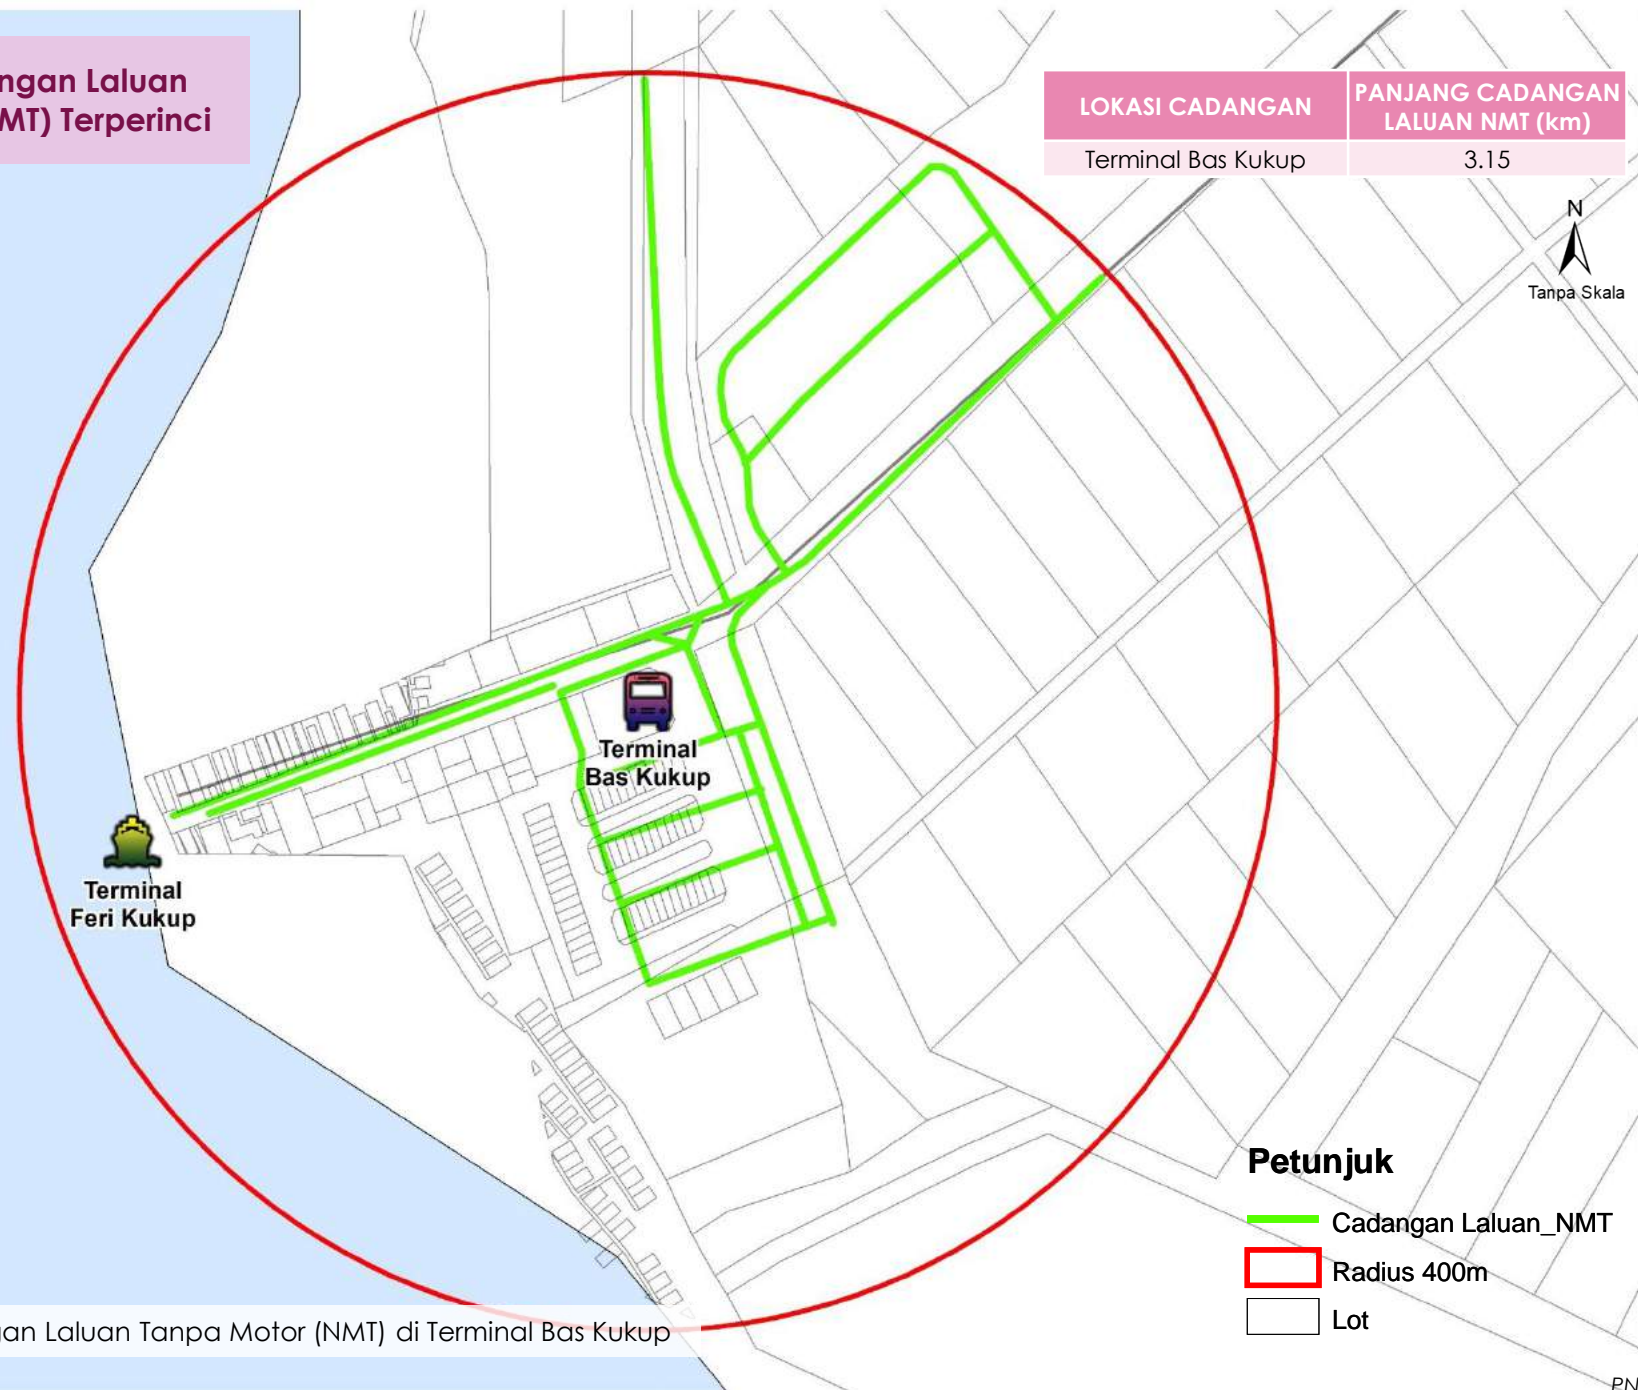 ngan Laluan
MT) Terperinci
LOKASI CADANGAN
PANJANG CADANGAN
LALUAN NMT (km)
Terminal Bas Kukup
3.15
N
Tanpa Skala
Terminal
Bas Kukup
Terminal
Feri Kukup
Petunjuk
Cadangan Laluan_NMT
Radius 400m
Lot
gan Laluan Tanpa Motor (NMT) di Terminal Bas Kukup
PN